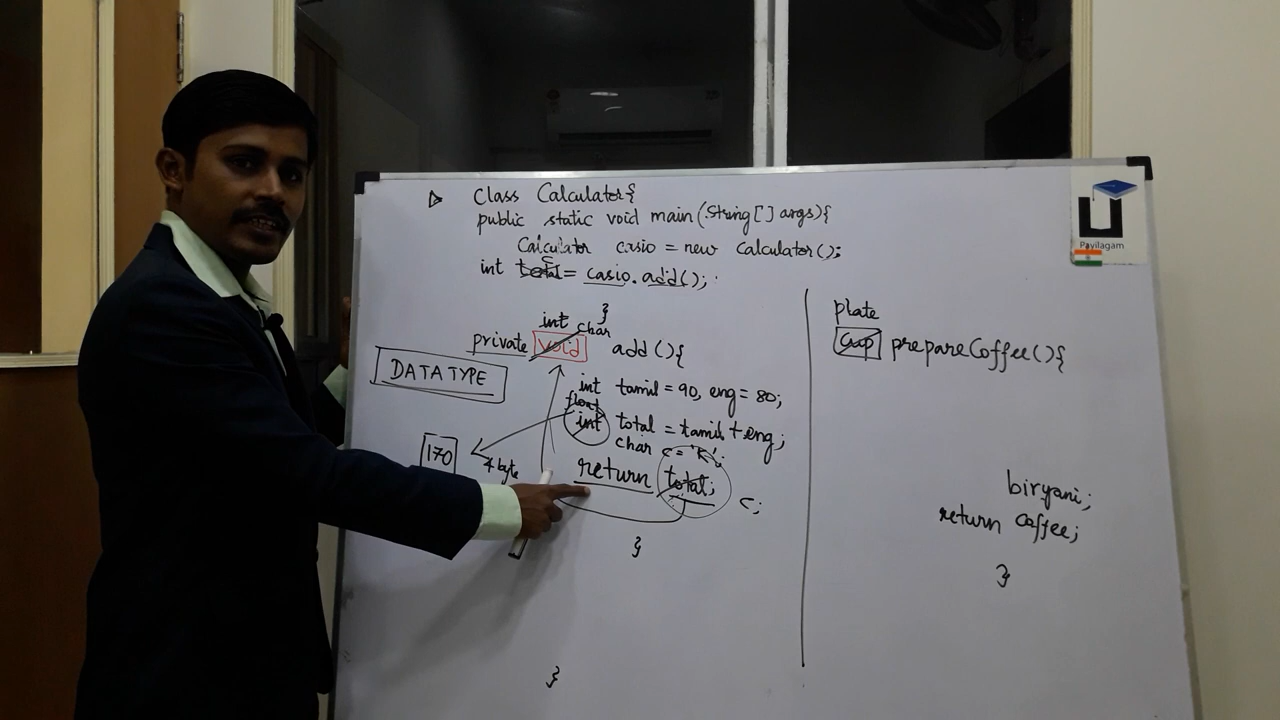 Class Calculator{
public static void main(String[] args){
Calculator casio = new calculator();
int total = casio.add();
c
}
int char
private void add(){
DATATYPE
int tamil = 90, eng = 80;
float
int total = tamil + eng;
char c = 'k';
170
4 byte
return total;
c;
}
}
plate
Cup prepareCoffee(){
biryani;
return coffee;
}
U
Payilagam